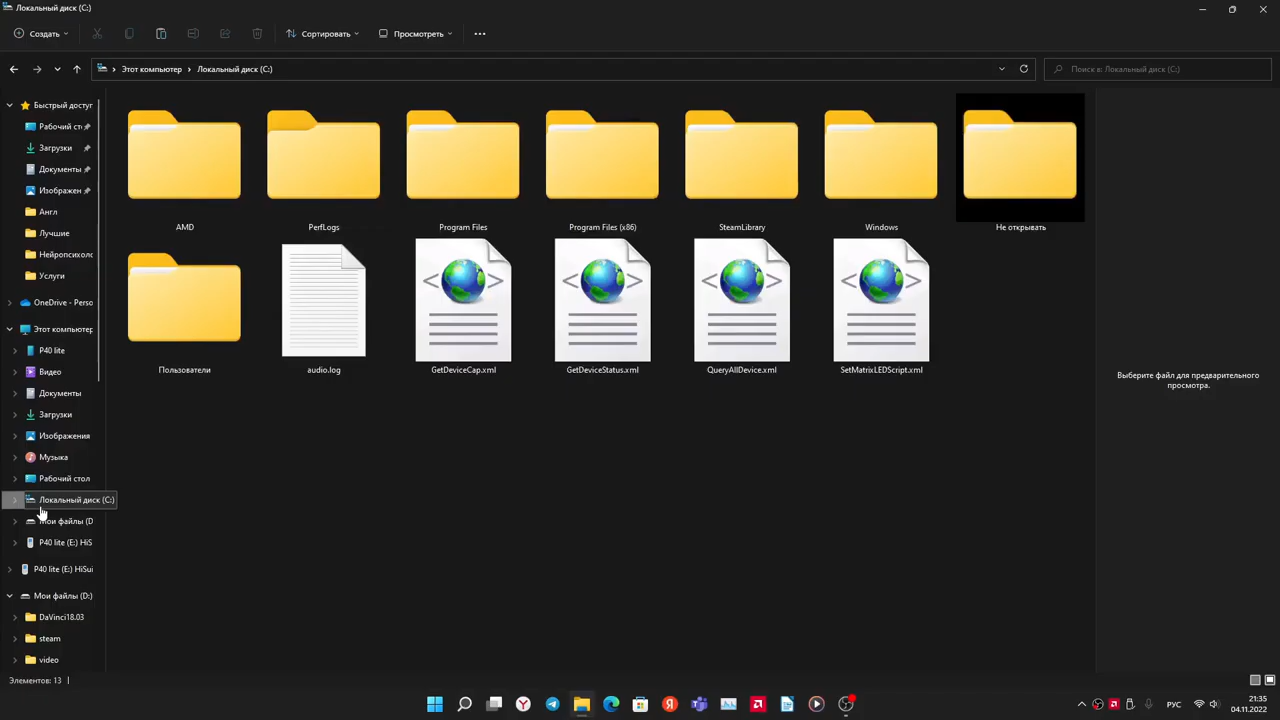 Локальный диск (C:)
Создать
Сортировать
Просмотреть
Этот компьютер
Локальный диск (C:)
Поиск в: Локальный диск (C:)
Быстрый доступ
Рабочий сто
Загрузки
Документы
Изображен
Англ
Лучшие
Нейропсихоло
Услуги
OneDrive - Perso
Этот компьютер
P40 lite
Видео
Документы
Загрузки
Изображения
Музыка
Рабочий стол
Локальный диск (C:)
Мои файлы (D
P40 lite (E:) HiS
P40 lite (E:) HiSui
Мои файлы (D:)
DaVinci18.03
steam
video
AMD
PerfLogs
Program Files
Program Files (x86)
SteamLibrary
Windows
Не открывать
Пользователи
audio.log
GetDeviceCap.xml
GetDeviceStatus.xml
QueryAllDevice.xml
SetMatrixLEDScript.xml
Выберите файл для предварительного
просмотра.
Элементов: 13
РУС
21:35
04.11.2022